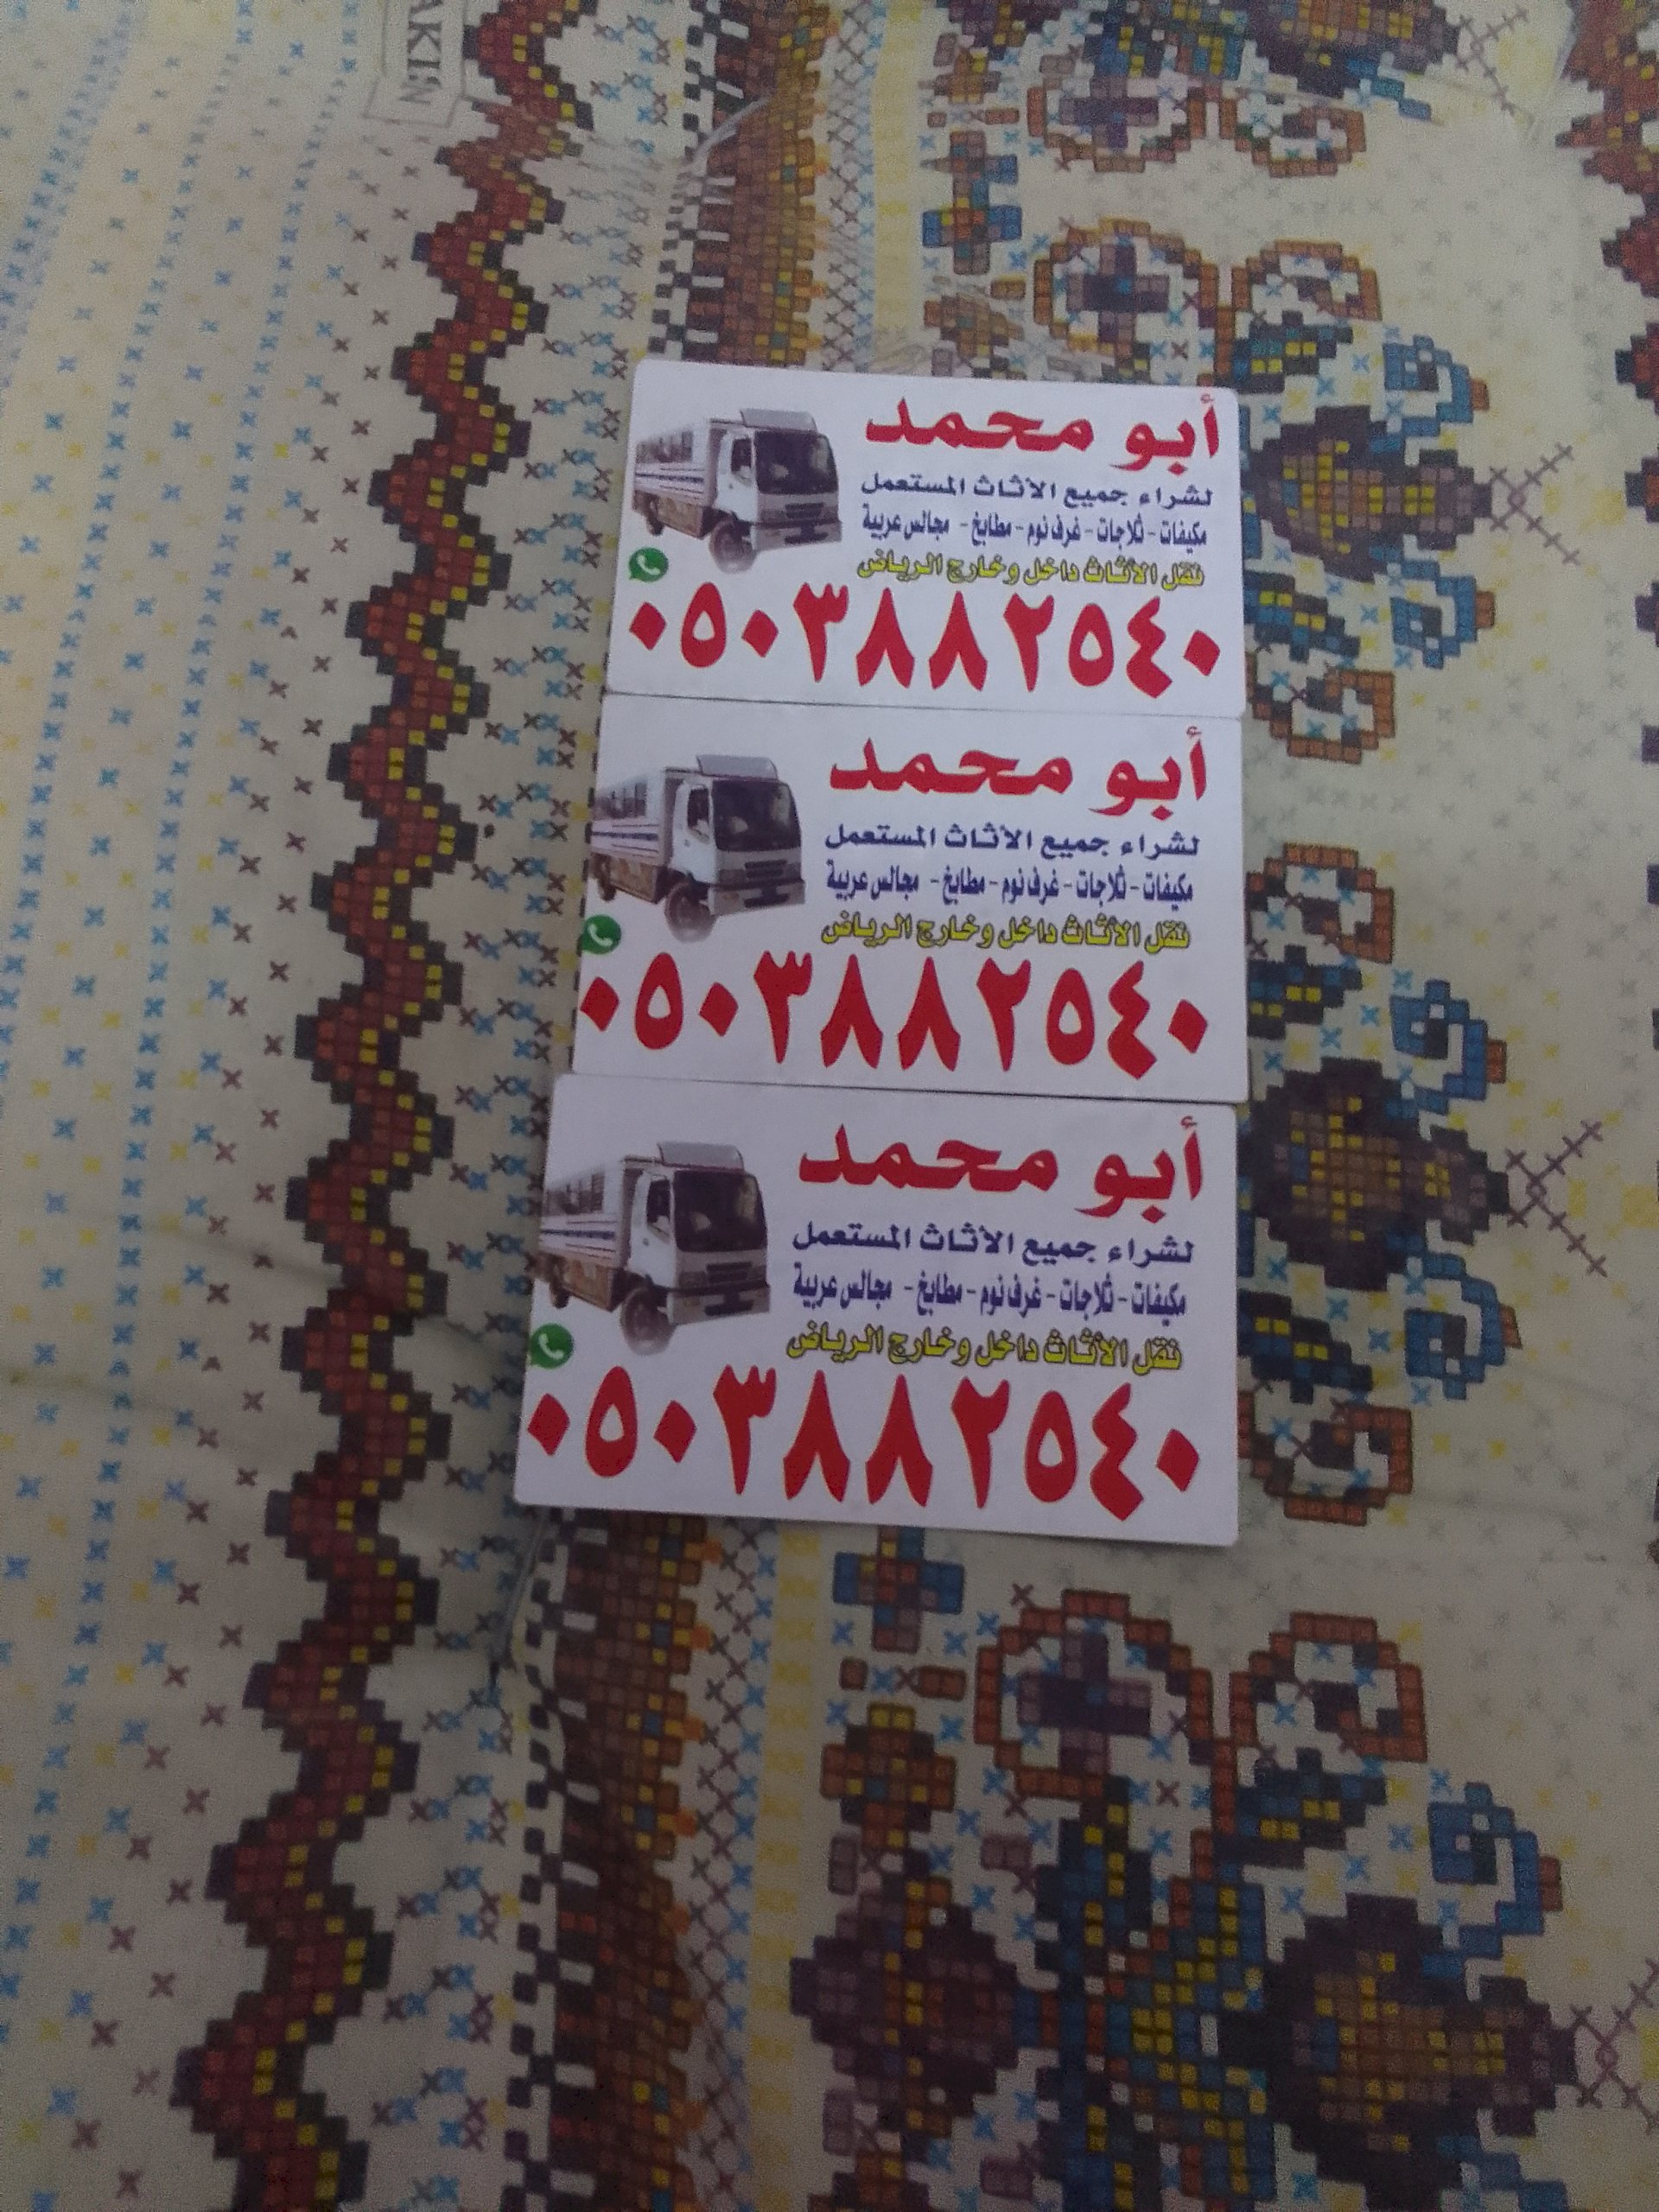 AKIS
أبو محمد
لشراء جميع الأثاث المستعمل
مكيفات - ثلاجات - غرف نوم - مطابخ - مجالس عربية
نقل الأثاث داخل وخارج الرياض
٠٥٠٣٨٨٢٥٤٠
أبو محمد
لشراء جميع الأثاث المستعمل
مكيفات - ثلاجات - غرف نوم - مطابخ - مجالس عربية
نقل الأثاث داخل وخارج الرياض
٠٥٠٣٨٨٢٥٤٠
أبو محمد
لشراء جميع الأثاث المستعمل
مكيفات - ثلاجات - غرف نوم - مطابخ - مجالس عربية
نقل الأثاث داخل وخارج الرياض
٠٥٠٣٨٨٢٥٤٠